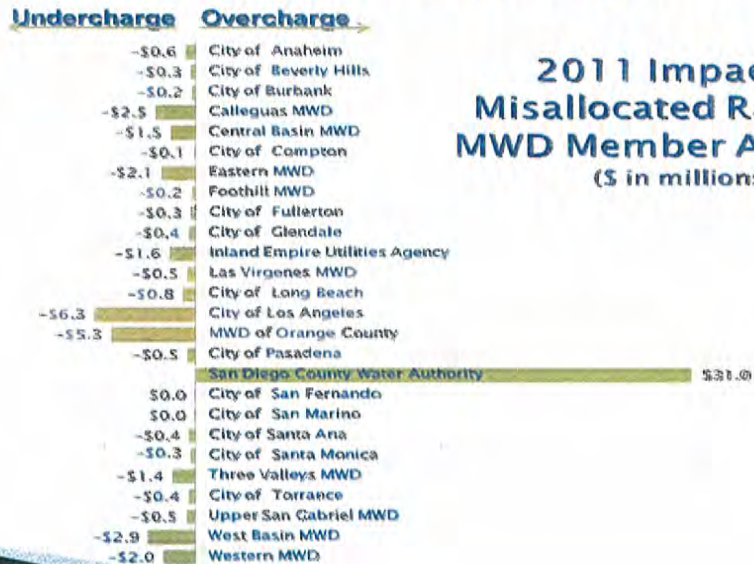 Undercharge Overcharge
2011 Impac
Misallocated Ra
MWD Member A
($ in million
-$0.6 City of Anaheim
-$0.3 City of Beverly Hills
-$0.2 City of Burbank
-$2.5 Calleguas MWD
-$1.5 Central Basin MWD
-$0.1 City of Compton
-$2.1 Eastern MWD
-$0.2 Foothill MWD
-$0.3 City of Fullerton
-$0.4 City of Glendale
-$1.6 Inland Empire Utilities Agency
-$0.5 Las Virgenes MWD
-$0.8 City of Long Beach
-$6.3 City of Los Angeles
-$5.3 MWD of Orange County
-$0.5 City of Pasadena
San Diego County Water Authority $31.0
$0.0 City of San Fernando
$0.0 City of San Marino
-$0.4 City of Santa Ana
-$0.3 City of Santa Monica
-$1.4 Three Valleys MWD
-$0.4 City of Torrance
-$0.5 Upper San Gabriel MWD
-$2.9 West Basin MWD
-$2.0 Western MWD